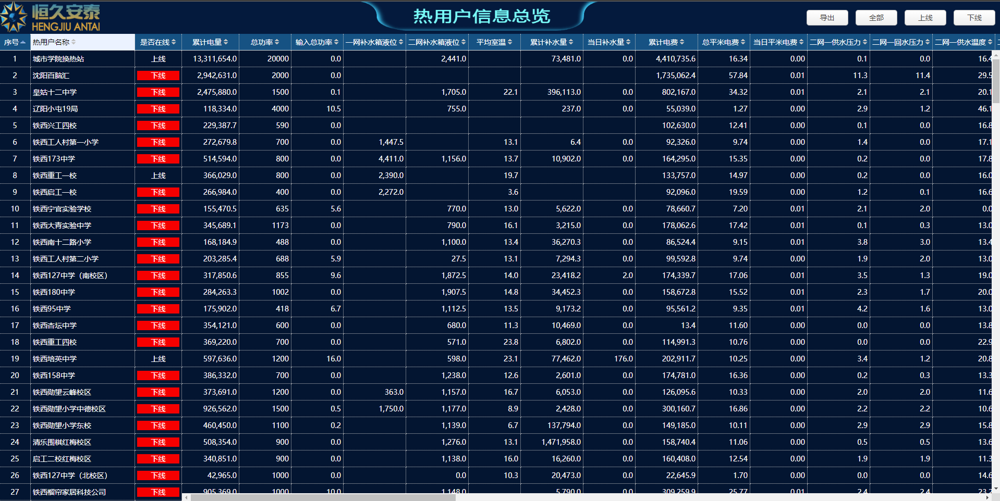 恒久安泰
HENGJIU ANTAI
热用户信息总览
导出 全部 上线 下线
序号 热用户名称 是否在线 累计电量 总功率 输入总功率 一网补水箱液位 二网补水箱液位 平均室温 累计补水量 当日补水量 累计电费 总平米电费 当日平米电费 二网一供水压力 二网一回水压力 二网一供水温度
1 城市学院换热站 上线 13,311,654.0 20000 0.0 2,441.0 73,481.0 0.0 4,410,735.6 16.34 0.00 0.1 0.0 16.4
2 沈阳百脑汇 下线 2,942,631.0 2000 0.0 1,735,062.4 57.84 0.01 11.3 11.4 29.5
3 皇姑十二中学 下线 2,475,880.0 1500 0.1 1,705.0 22.1 396,113.0 0.0 802,167.0 34.32 0.01 2.1 2.1 20.1
4 辽阳小屯19局 下线 118,334.0 4000 10.5 755.0 237.0 0.0 55,039.0 1.27 0.00 2.9 1.2 46.1
5 铁西兴工四校 下线 229,387.7 590 0.0 102,630.0 12.41 0.00 0.1 0.0 16.8
6 铁西工人村第一小学 下线 272,679.8 700 0.0 1,447.5 13.1 6.4 0.0 92,326.0 9.74 0.00 1.4 0.0 17.1
7 铁西173中学 下线 514,594.0 800 0.0 4,411.0 1,156.0 13.7 10,902.0 0.0 164,295.0 15.35 0.00 0.2 0.0 17.8
8 铁西重工一校 上线 366,029.0 800 0.0 2,390.0 19.7 133,757.0 14.97 0.00 0.2 0.0 16.0
9 铁西启工一校 下线 266,984.0 400 0.0 2,272.0 3.6 92,096.0 19.59 0.00 1.2 0.1 16.6
10 铁西宁官实验学校 下线 155,470.5 635 5.6 770.0 13.0 5,622.0 0.0 78,660.7 7.20 0.01 2.1 2.0 0.0
11 铁西大青实验中学 下线 345,689.1 1173 0.0 790.0 16.1 3,215.0 0.0 178,062.6 17.42 0.01 0.1 0.3 13.0
12 铁西南十二路小学 下线 168,184.9 488 0.0 1,100.0 13.4 36,270.3 0.0 86,524.4 9.15 0.01 3.8 3.0 13.4
13 铁西工人村第二小学 下线 203,285.4 688 5.9 27.5 13.1 7,294.3 0.0 99,592.8 9.74 0.00 1.9 2.0 13.0
14 铁西127中学（南校区） 下线 317,850.6 855 9.6 1,872.5 14.0 23,418.2 2.0 174,339.7 17.06 0.01 3.5 1.3 19.0
15 铁西180中学 下线 284,263.3 1002 0.0 1,907.5 14.8 34,452.3 0.0 158,672.8 15.52 0.01 2.3 1.7 20.0
16 铁西95中学 下线 175,902.0 418 6.7 1,112.5 13.5 9,173.2 0.0 95,561.2 9.35 0.01 4.2 1.6 13.0
17 铁西杏坛中学 下线 354,121.0 600 0.0 680.0 11.3 10,469.0 0.0 13.4 11.60 0.00 0.0 0.0 13.8
18 铁西重工四校 下线 369,220.0 700 0.0 571.0 23.8 6,802.0 0.0 114,991.3 10.76 0.00 0.0 0.0 22.9
19 铁西培英中学 上线 597,636.0 1200 16.0 598.0 23.1 77,462.0 176.0 202,911.7 10.25 0.00 3.4 1.2 20.8
20 铁西158中学 下线 386,332.0 700 0.0 1,238.0 12.6 2,601.0 0.0 174,781.0 16.36 0.00 0.2 0.3 13.3
21 铁西勋望云峰校区 下线 373,691.0 1200 0.0 363.0 1,157.0 16.7 6,053.0 0.0 126,095.6 10.33 0.00 2.0 2.0 11.6
22 铁西勋望小学中德校区 下线 926,562.0 1500 0.5 1,750.0 1,177.0 8.9 2,428.0 0.0 300,160.7 16.86 0.00 2.2 2.2 10.6
23 铁西勋望小学东校 下线 460,450.0 1100 0.2 1,139.0 6.7 137,794.0 0.0 149,185.0 10.11 0.00 2.9 2.9 15.8
24 清乐围棋红梅校区 下线 508,354.0 900 0.0 1,276.0 13.1 1,471,958.0 0.0 158,740.4 11.06 0.00 0.5 0.5 13.6
25 启工二校红梅校区 下线 340,851.0 900 0.0 1,138.0 16.0 16,260.0 0.0 160,408.0 12.54 0.00 1.9 1.9 11.3
26 铁西127中学（北校区） 下线 42,965.0 1000 0.0 0.0 10.3 20,473.0 0.0 22,645.9 1.70 0.00 0.0 0.0 14.6
27 铁西榴帘家居科技公司 下线 905,369.0 1000 10.0 1,148.0 5,790.0 0.0 309,259.9 25.77 0.01 2.4 2.4 23.2